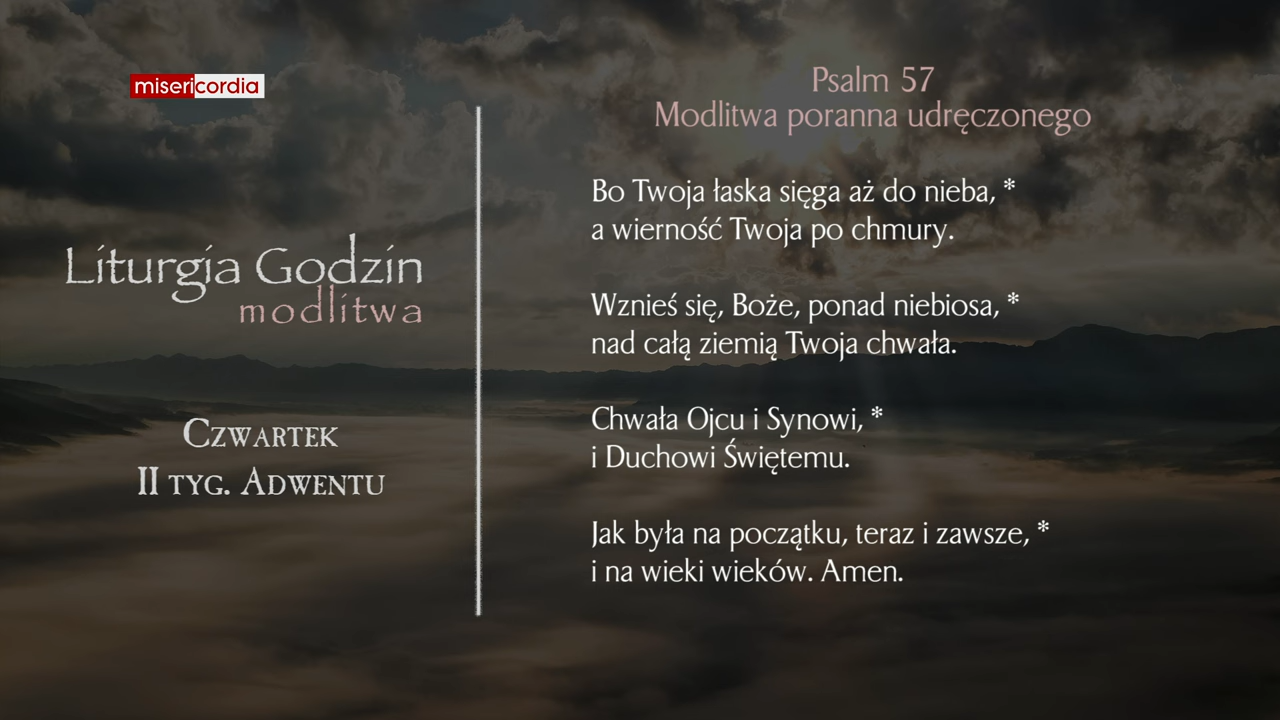 misericordia
Liturgia Godzin
modlitwa
Czwartek
II tyg. Adwentu
Psalm 57
Modlitwa poranna udręczonego
Bo Twoja łaska sięga aż do nieba, *
a wierność Twoja po chmury.
Wznieś się, Boże, ponad niebiosa, *
nad całą ziemią Twoja chwała.
Chwała Ojcu i Synowi, *
i Duchowi Świętemu.
Jak była na początku, teraz i zawsze, *
i na wieki wieków. Amen.